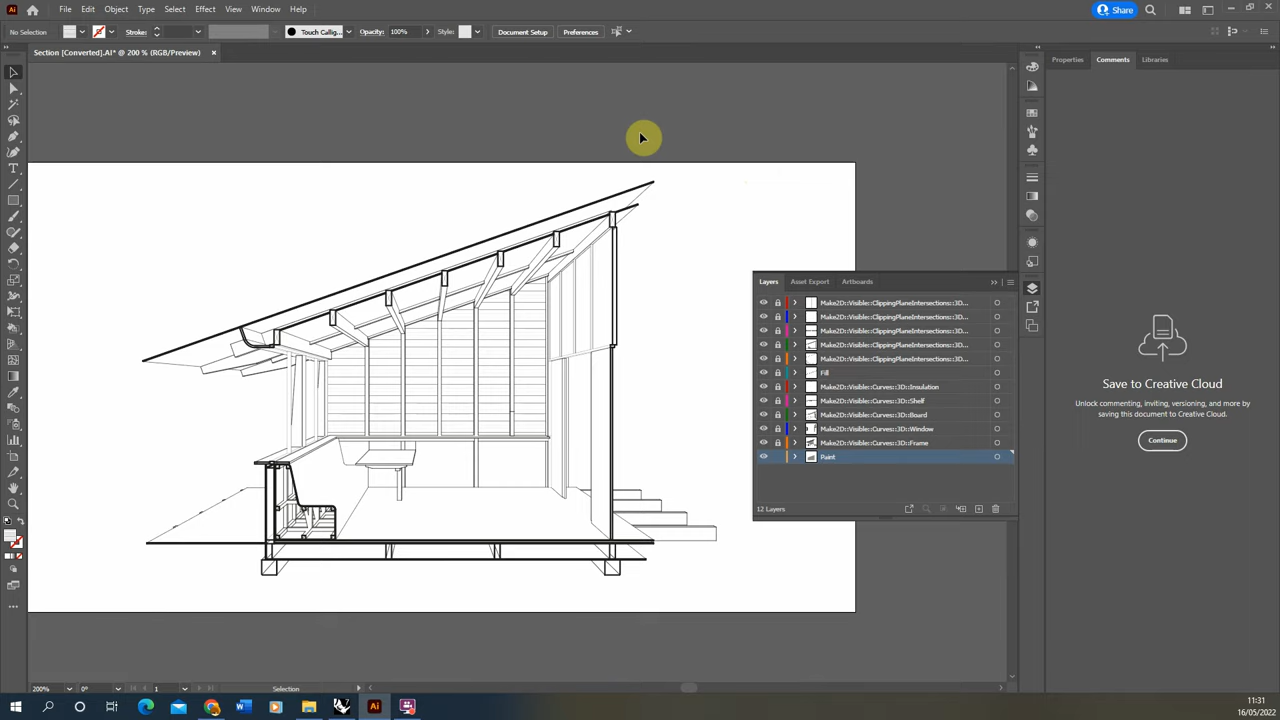 Ai File Edit Object Type Select Effect View Window Help Share
No Selection Stroke: Touch Callig... Opacity: 100% Style: Document Setup Preferences
Section [Converted].AI* @ 200 % (RGB/Preview) ×
Properties Comments Libraries
Layers Asset Export Artboards
Make2D::Visible::ClippingPlaneIntersections::3D...
Make2D::Visible::ClippingPlaneIntersections::3D...
Make2D::Visible::ClippingPlaneIntersections::3D...
Make2D::Visible::ClippingPlaneIntersections::3D...
Make2D::Visible::ClippingPlaneIntersections::3D...
Fill
Make2D::Visible::Curves::3D::Insulation
Make2D::Visible::Curves::3D::Shelf
Make2D::Visible::Curves::3D::Board
Make2D::Visible::Curves::3D::Window
Make2D::Visible::Curves::3D::Frame
Paint
12 Layers
Save to Creative Cloud
Unlock commenting, inviting, versioning, and more by
saving this document to Creative Cloud.
Continue
200% 0° 1 Selection
11:31
16/05/2022